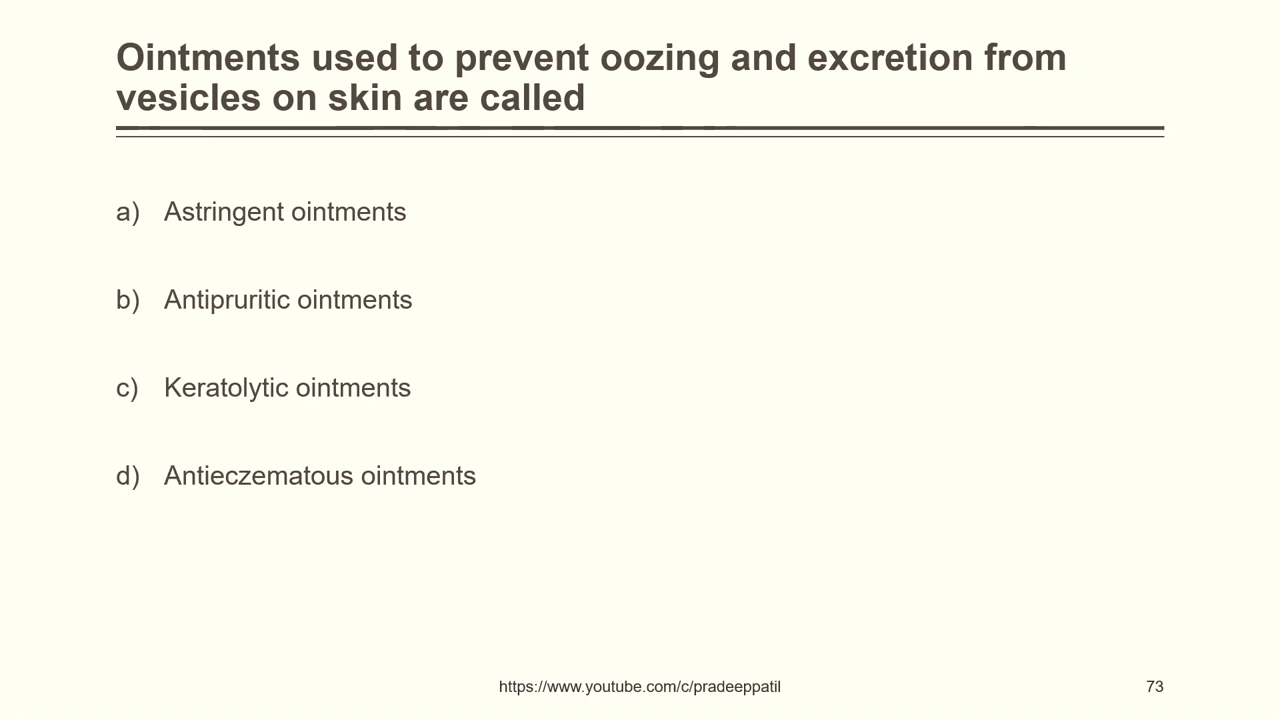 Ointments used to prevent oozing and excretion from
vesicles on skin are called
a) Astringent ointments
b) Antipruritic ointments
c) Keratolytic ointments
d) Antieczematous ointments
https://www.youtube.com/c/pradeeppatil
73